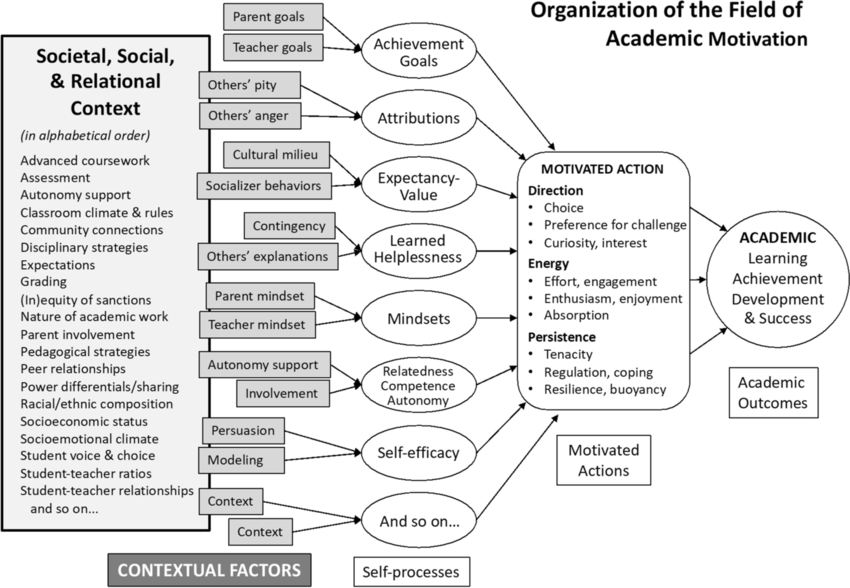 Organization of the Field of
Academic Motivation
Societal, Social,
& Relational
Context
(in alphabetical order)
Advanced coursework
Assessment
Autonomy support
Classroom climate & rules
Community connections
Disciplinary strategies
Expectations
Grading
(In)equity of sanctions
Nature of academic work
Parent involvement
Pedagogical strategies
Peer relationships
Power differentials/sharing
Racial/ethnic composition
Socioeconomic status
Socioemotional climate
Student voice & choice
Student-teacher ratios
Student-teacher relationships
and so on...
Parent goals
Teacher goals
Others’ pity
Others’ anger
Cultural milieu
Socializer behaviors
Contingency
Others’ explanations
Parent mindset
Teacher mindset
Autonomy support
Involvement
Persuasion
Modeling
Context
Context
CONTEXTUAL FACTORS
Achievement
Goals
Attributions
Expectancy-
Value
Learned
Helplessness
Mindsets
Relatedness
Competence
Autonomy
Self-efficacy
And so on...
Self-processes
MOTIVATED ACTION
Direction
• Choice
• Preference for challenge
• Curiosity, interest
Energy
• Effort, engagement
• Enthusiasm, enjoyment
• Absorption
Persistence
• Tenacity
• Regulation, coping
• Resilience, buoyancy
Motivated
Actions
ACADEMIC
Learning
Achievement
Development
& Success
Academic
Outcomes